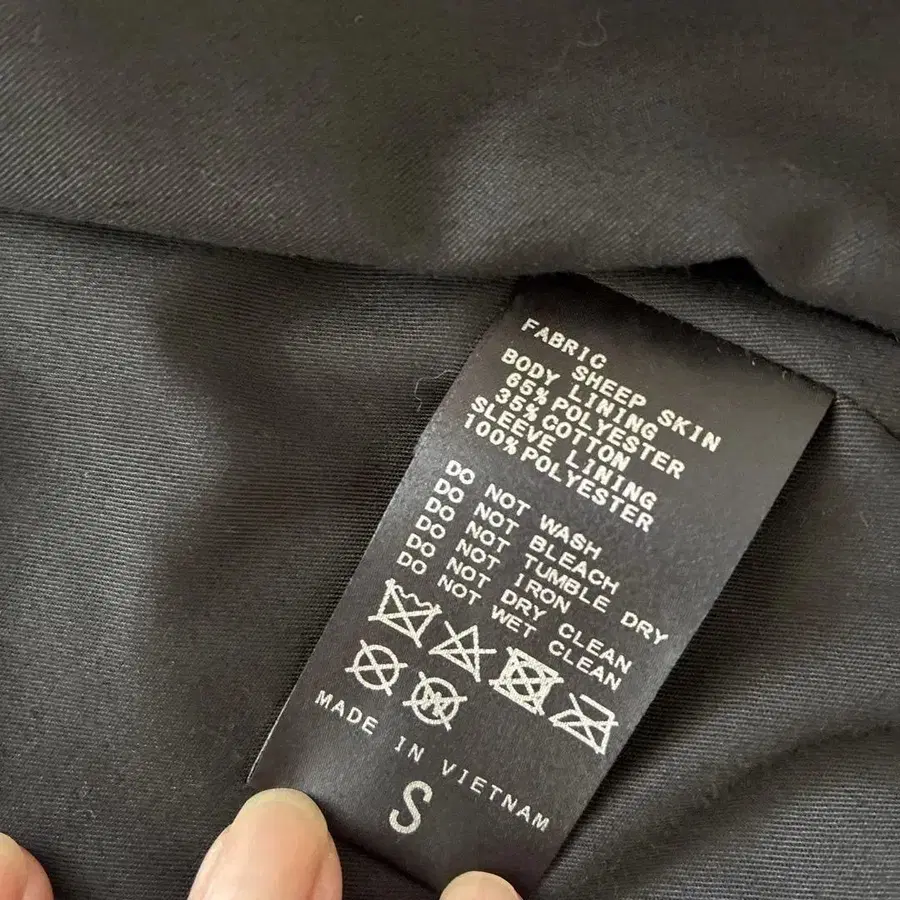 FABRIC
SHEEP SKIN
BODY LINING
65% POLYESTER
35% COTTON
SLEEVE LINING
100% POLYESTER
DO NOT WASH
DO NOT BLEACH
DO NOT TUMBLE DRY
DO NOT IRON
DO NOT DRY CLEAN
DO NOT WET CLEAN
MADE IN VIETNAM
S